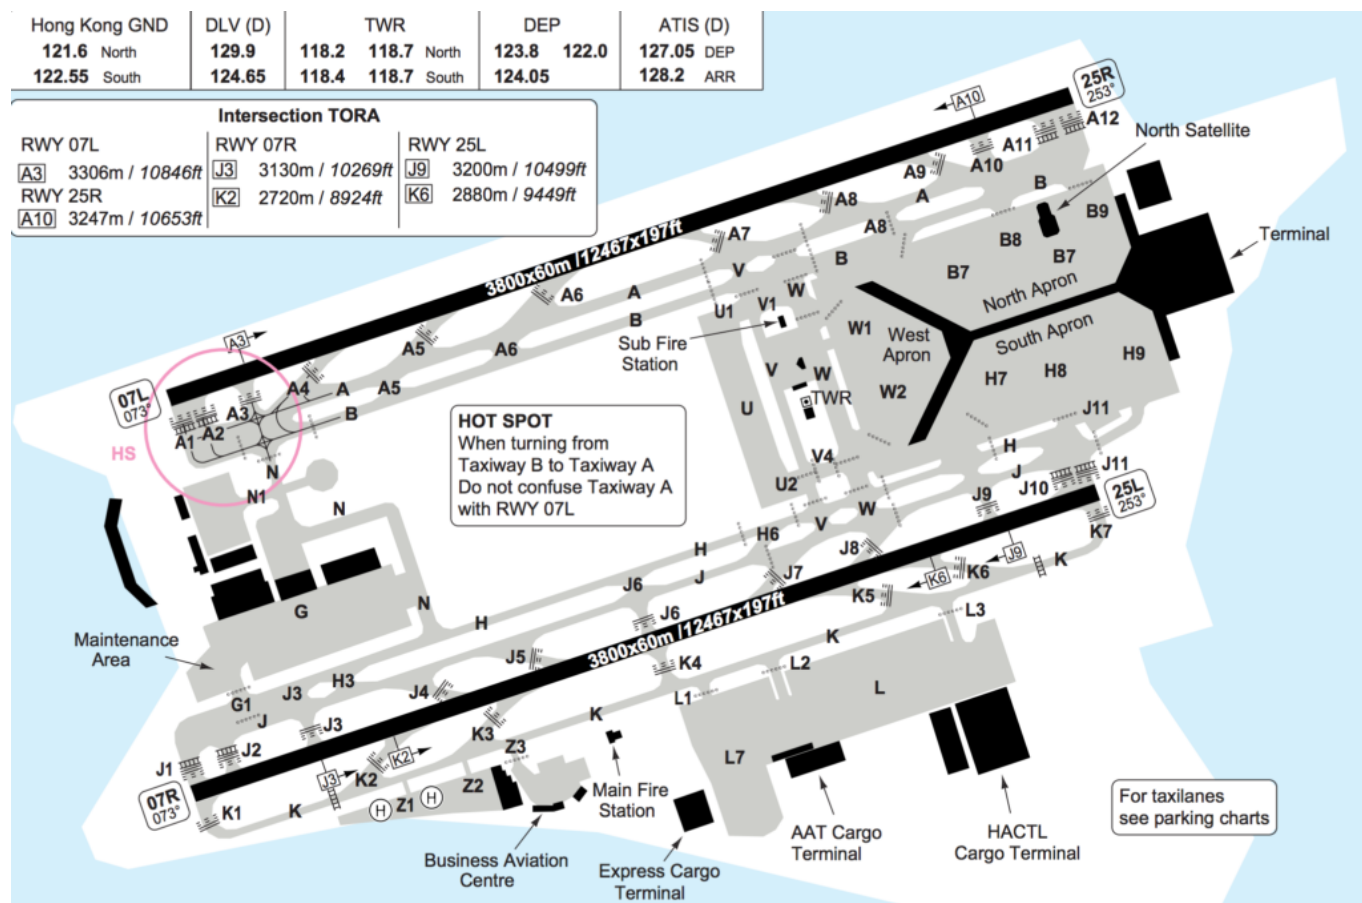 Hong Kong GND
121.6 North
122.55 South
DLV (D)
129.9
124.65
TWR
118.2 118.7 North
118.4 118.7 South
DEP
123.8 122.0
124.05
ATIS (D)
127.05 DEP
128.2 ARR
Intersection TORA
RWY 07L
A3 3306m / 10846ft
RWY 25R
A10 3247m / 10653ft
RWY 07R
J3 3130m / 10269ft
K2 2720m / 8924ft
RWY 25L
J9 3200m / 10499ft
K6 2880m / 9449ft
25R
253°
A10
A12
A11
A10
North Satellite
A9
A
B
A8
A8
B9
B8
B7
B7
Terminal
A7
V
B
3800x60m /12467x197ft
A6
A
B
W
V1
U1
North Apron
South Apron
Sub Fire
Station
W1
West
Apron
A3
A5
A6
V
W
W2
H7
H8
H9
07L
073°
A4
A
A5
A3
B
A1
A2
HS
N
N1
N
TWR
U
HOT SPOT
When turning from
Taxiway B to Taxiway A
Do not confuse Taxiway A
with RWY 07L
J11
H
J
V4
U2
J11
J10
25L
253°
J9
W
V
H6
K7
J9
H
J8
K
K6
K6
J
J6
J7
K5
G
N
H
J6
3800x60m /12467x197ft
K
L3
Maintenance
Area
J5
K4
L2
G1
J3
H3
J4
L1
L
J
J3
K3
K
J2
J1
K2
Z3
L7
07R
073°
J3
K2
Z2
K1
K
H
Z1
H
Main Fire
Station
Business Aviation
Centre
Express Cargo
Terminal
AAT Cargo
Terminal
HACTL
Cargo Terminal
For taxilanes
see parking charts